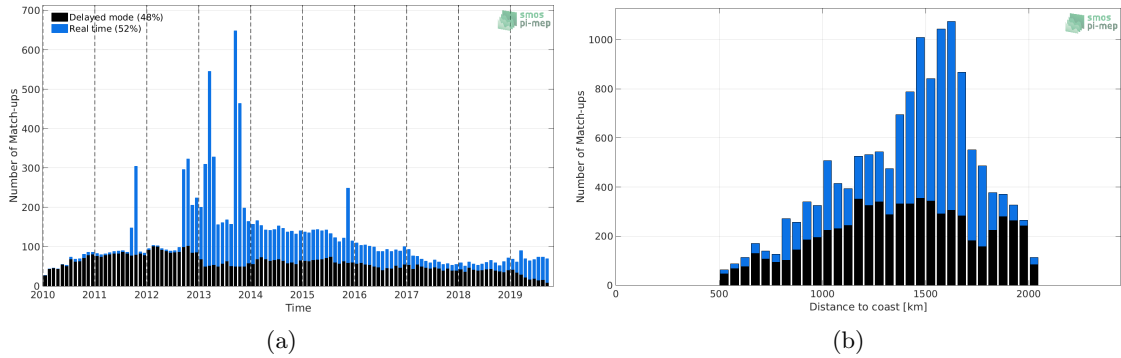 700
600
500
400
300
200
100
0
Number of Match-ups
Delayed mode (48%)
Real time (52%)
smos
pi-mep
2010 2011 2012 2013 2014 2015 2016 2017 2018 2019
Time
(a)
1000
800
600
400
200
0
Number of Match-ups
smos
pi-mep
0 500 1000 1500 2000
Distance to coast [km]
(b)